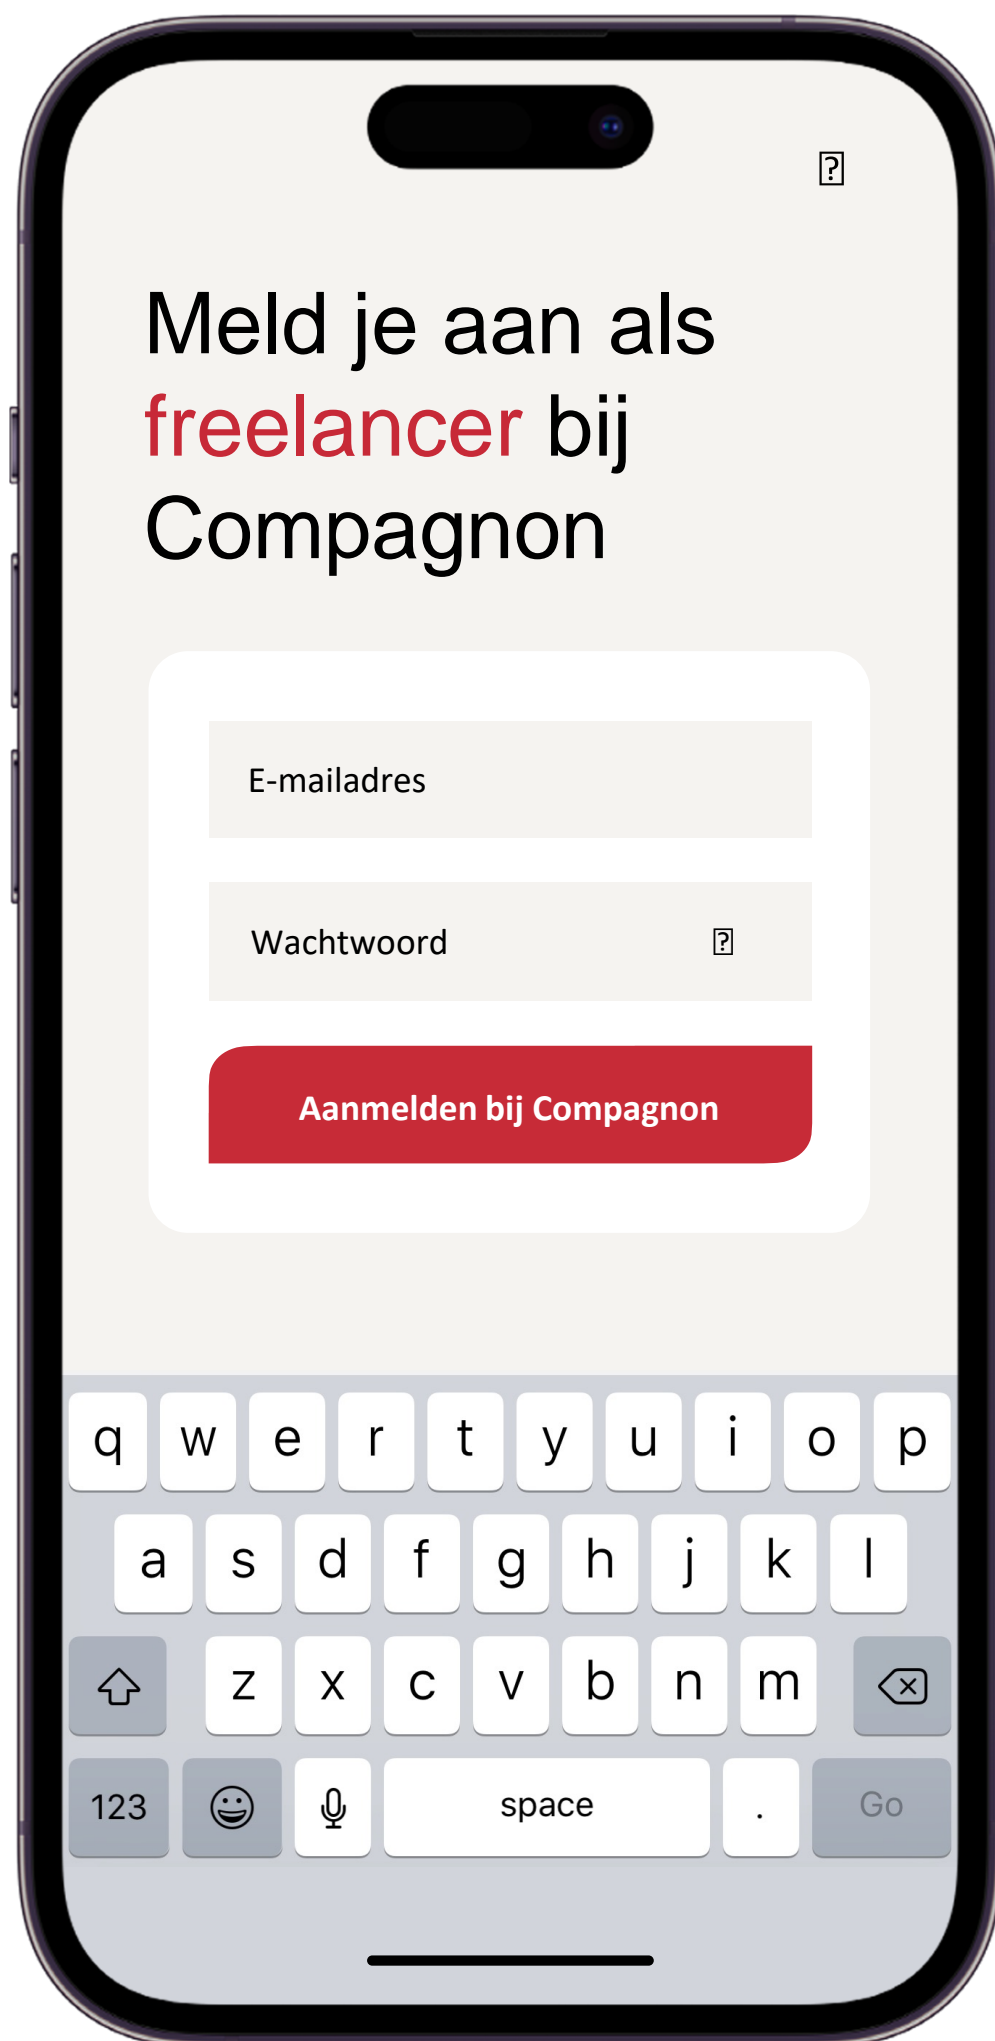 Meld je aan als
freelancer bij
Compagnon
E-mailadres
Wachtwoord
Aanmelden bij Compagnon
q w e r t y u i o p
a s d f g h j k l
z x c v b n m
123 space . Go